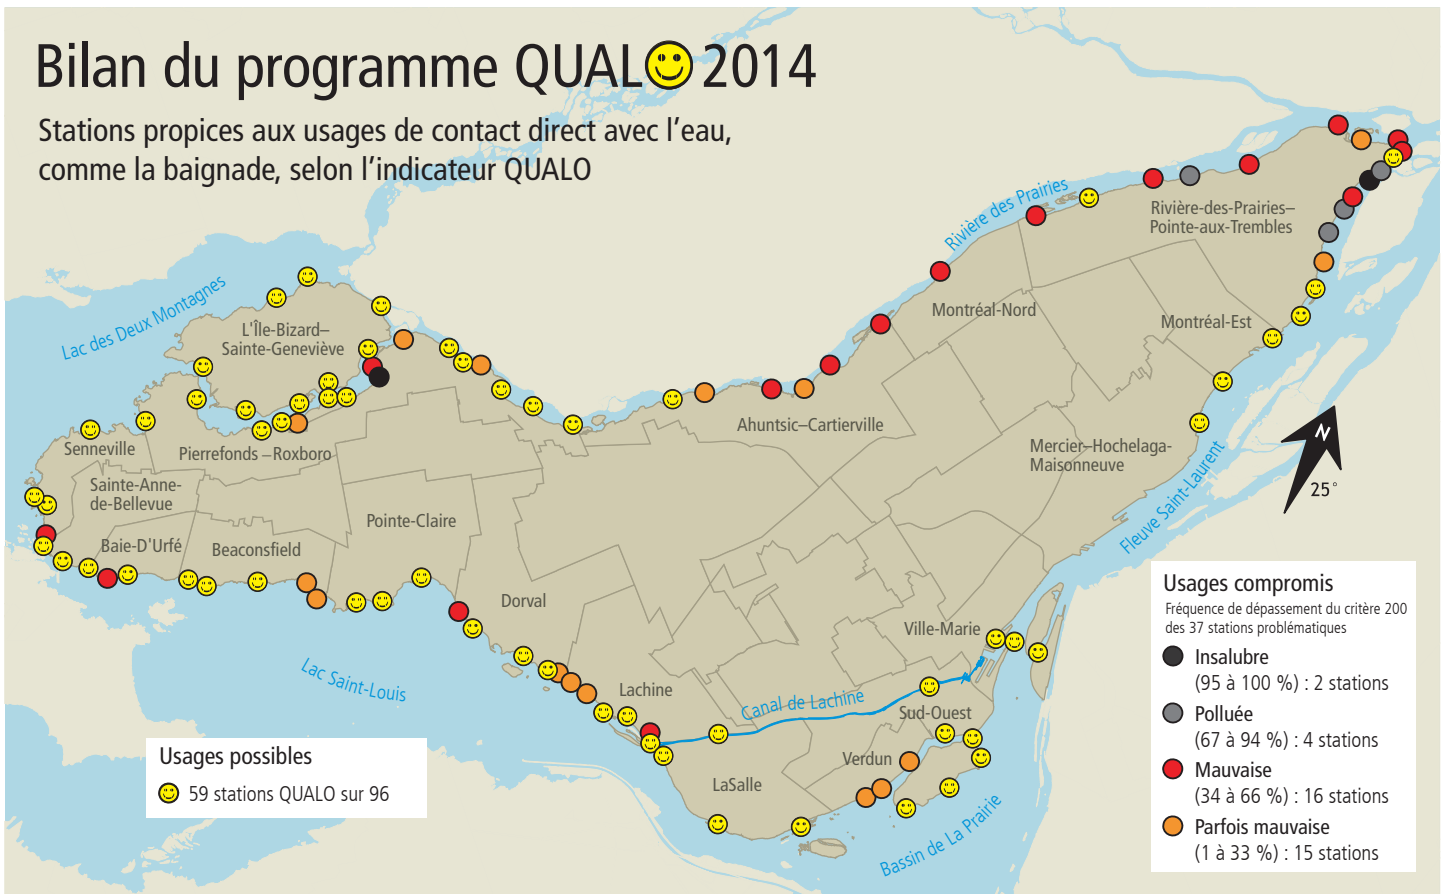 Bilan du programme QUALO 2014
Stations propices aux usages de contact direct avec l'eau,
comme la baignade, selon l'indicateur QUALO
Rivière des Prairies
Rivière-des-Prairies–
Pointe-aux-Trembles
Lac des Deux Montagnes
L'Île-Bizard–
Sainte-Geneviève
Montréal-Nord
Montréal-Est
Ahuntsic–Cartierville
Senneville
Pierrefonds –Roxboro
Mercier–Hochelaga-
Maisonneuve
N
25°
Sainte-Anne-
de-Bellevue
Pointe-Claire
Fleuve Saint-Laurent
Baie-D'Urfé
Beaconsfield
Dorval
Ville-Marie
Lac Saint-Louis
Lachine
Canal de Lachine
Sud-Ouest
Verdun
LaSalle
Bassin de La Prairie
Usages possibles
59 stations QUALO sur 96
Usages compromis
Fréquence de dépassement du critère 200
des 37 stations problématiques
Insalubre
(95 à 100 %) : 2 stations
Polluée
(67 à 94 %) : 4 stations
Mauvaise
(34 à 66 %) : 16 stations
Parfois mauvaise
(1 à 33 %) : 15 stations